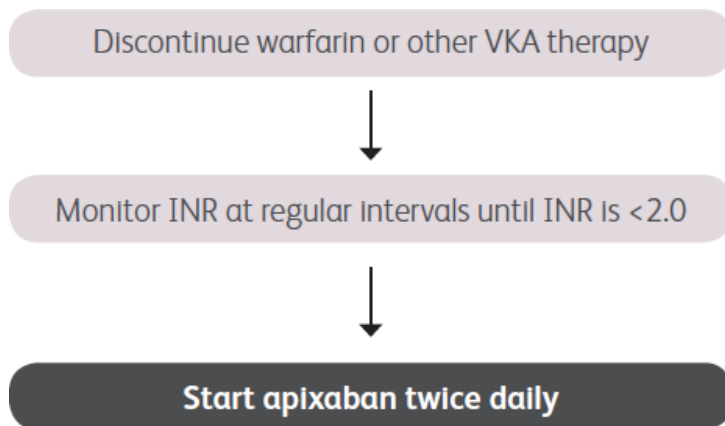 Discontinue warfarin or other VKA therapy
Monitor INR at regular intervals until INR is <2.0
Start apixaban twice daily